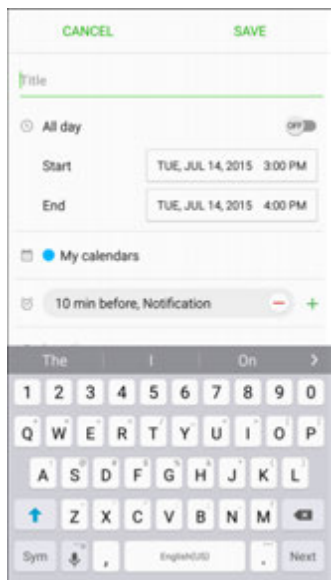 CANCEL SAVE
Title
All day OFF
Start TUE, JUL 14, 2015 3:00 PM
End TUE, JUL 14, 2015 4:00 PM
My calendars
10 min before, Notification
The I On
1 2 3 4 5 6 7 8 9 0
Q W E R T Y U I O P
A S D F G H J K L
Z X C V B N M
Sym , English(US) . Next